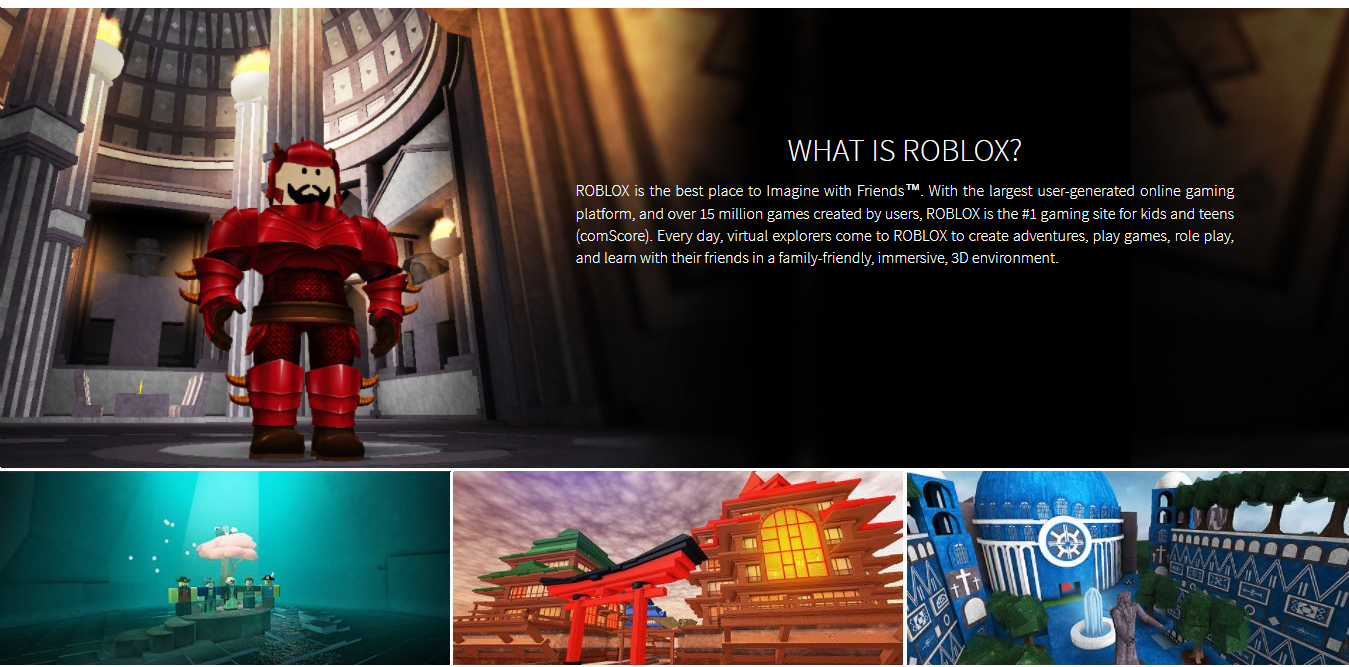 WHAT IS ROBLOX?
ROBLOX is the best place to Imagine with Friends™. With the largest user-generated online gaming
platform, and over 15 million games created by users, ROBLOX is the #1 gaming site for kids and teens
(comScore). Every day, virtual explorers come to ROBLOX to create adventures, play games, role play,
and learn with their friends in a family-friendly, immersive, 3D environment.